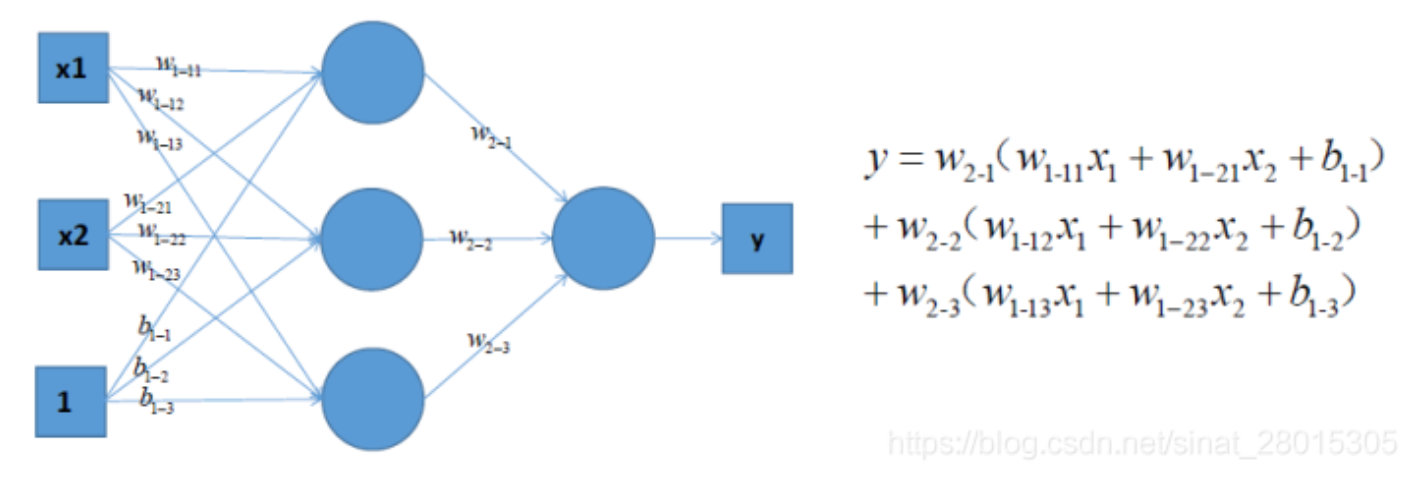 x1
w1-11
w1-12
w1-13
x2
w1-21
w1-22
w1-23
1
b1-1
b1-2
b1-3
w2-1
w2-2
w2-3
y
y = w2-1(w1-11x1 + w1-21x2 + b1-1)
+ w2-2(w1-12x1 + w1-22x2 + b1-2)
+ w2-3(w1-13x1 + w1-23x2 + b1-3)
https://blog.csdn.net/sinat_28015305